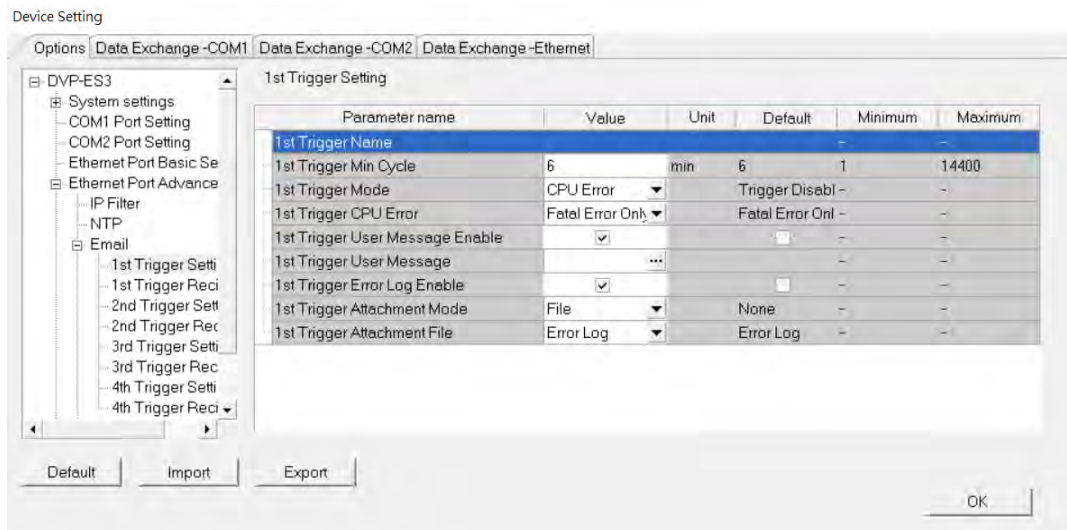 Device Setting
Options Data Exchange -COM1 Data Exchange -COM2 Data Exchange -Ethernet
DVP-ES3
System settings
COM1 Port Setting
COM2 Port Setting
Ethernet Port Basic Se
Ethernet Port Advance
IP Filter
NTP
Email
1st Trigger Setti
1st Trigger Reci
2nd Trigger Sett
2nd Trigger Rec
3rd Trigger Setti
3rd Trigger Rec
4th Trigger Setti
4th Trigger Reci
1st Trigger Setting
Parameter name Value Unit Default Minimum Maximum
1st Trigger Name - -
1st Trigger Min Cycle 6 min 6 1 14400
1st Trigger Mode CPU Error Trigger Disabl - -
1st Trigger CPU Error Fatal Error Only Fatal Error Onl - -
1st Trigger User Message Enable - -
1st Trigger User Message ... - -
1st Trigger Error Log Enable - -
1st Trigger Attachment Mode File None - -
1st Trigger Attachment File Error Log Error Log - -
Default Import Export
OK